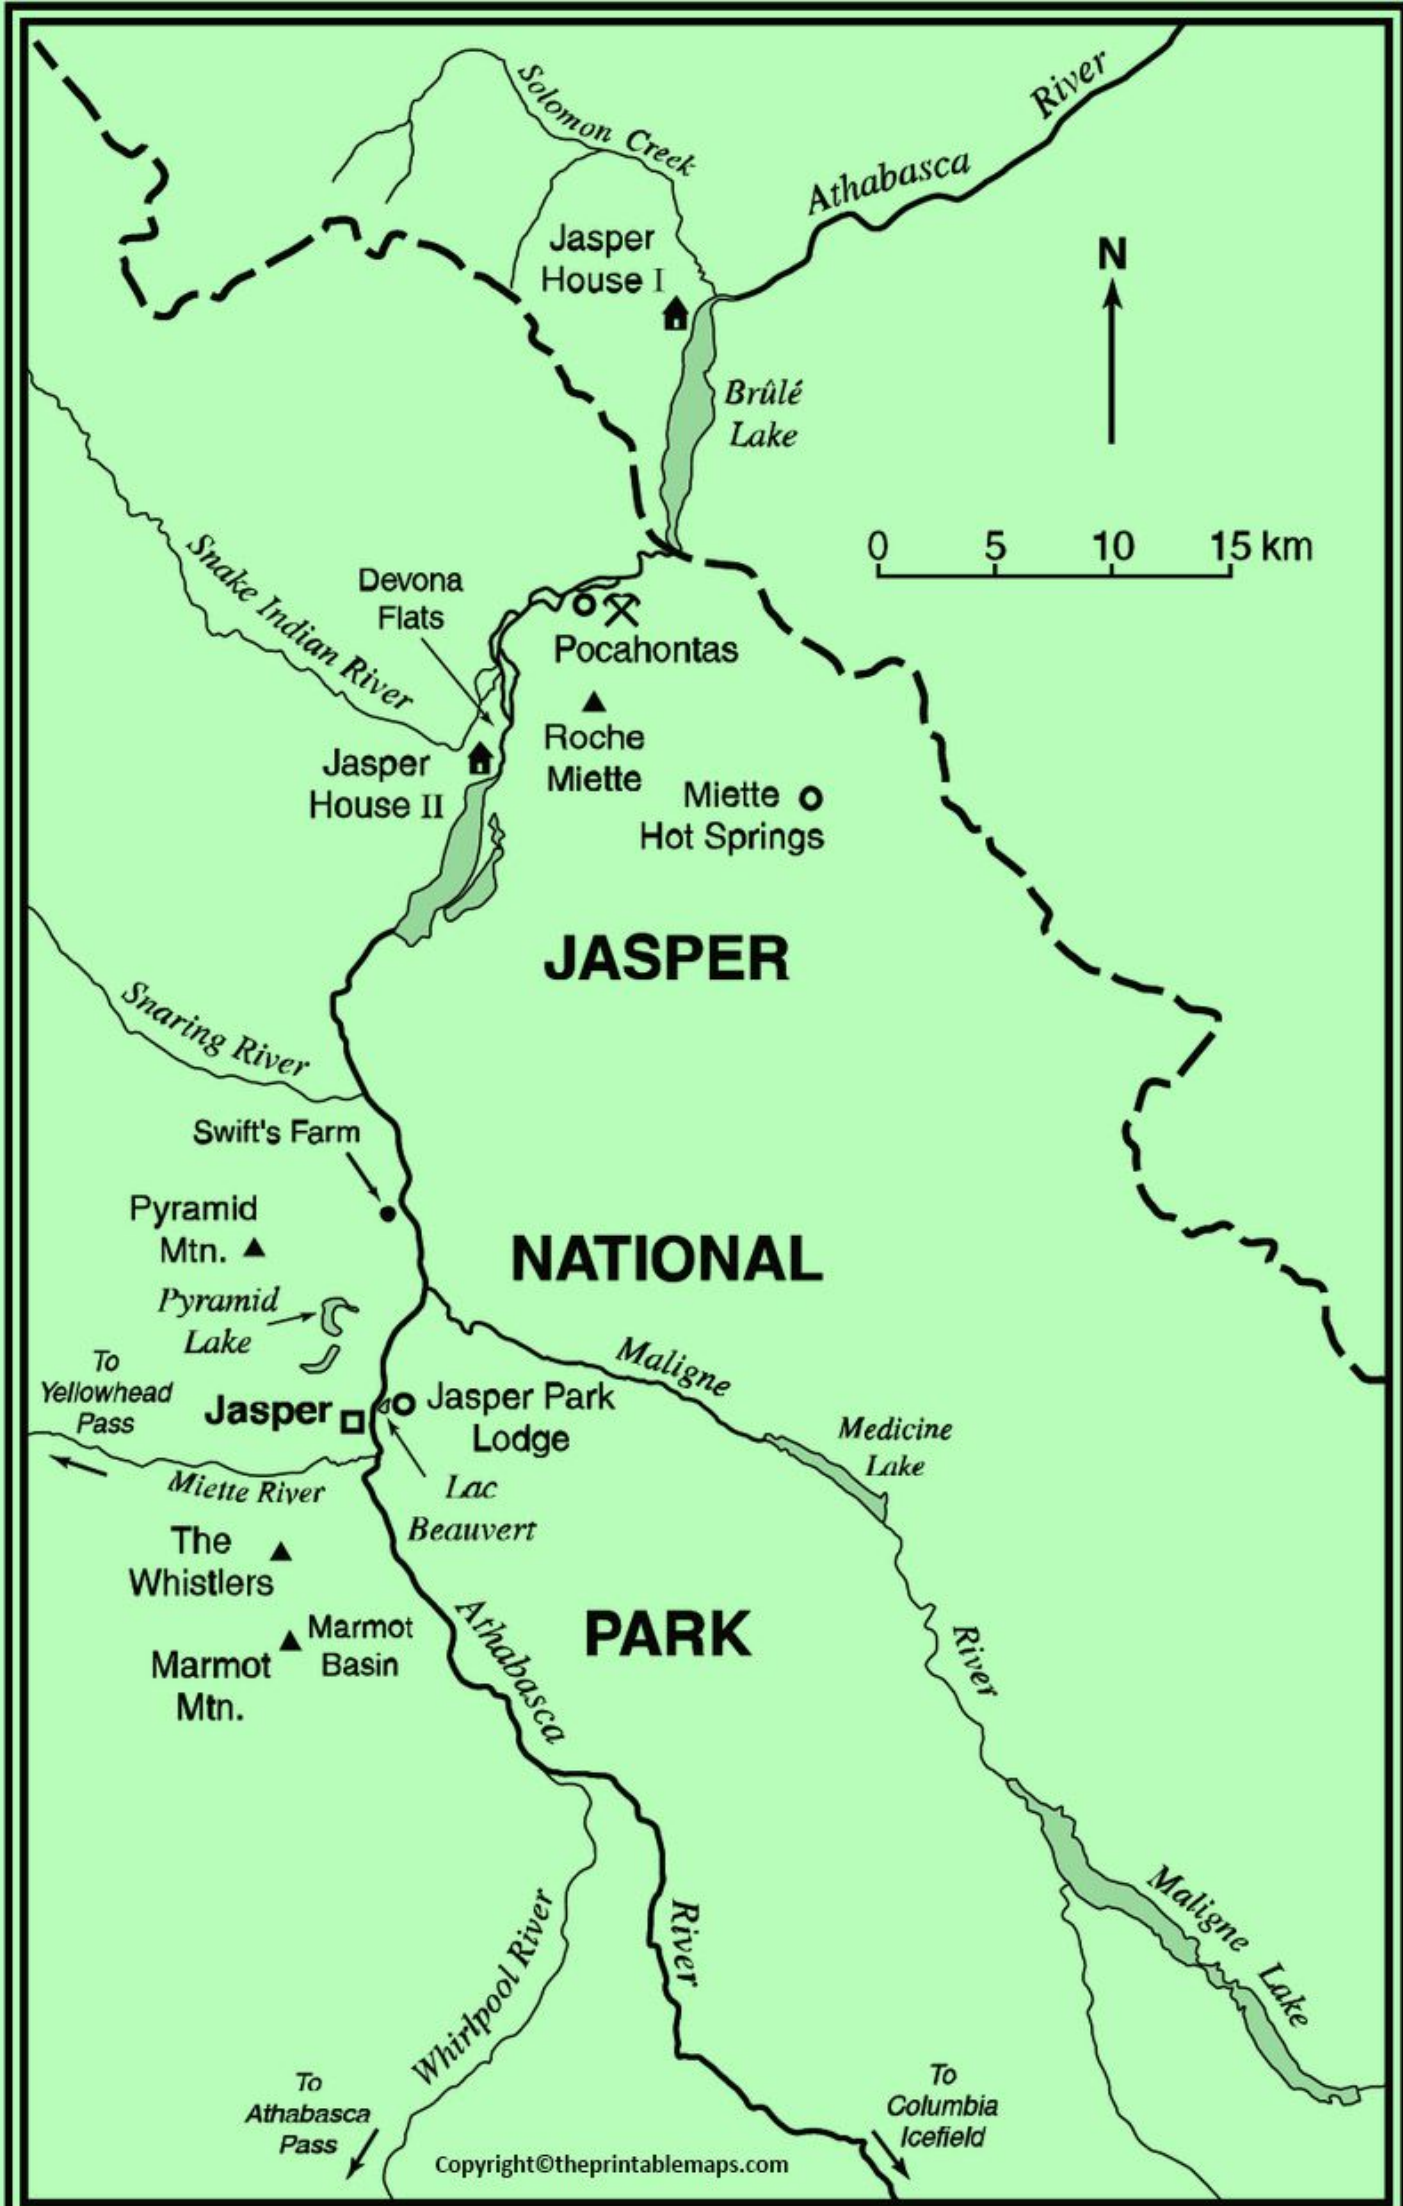 Solomon Creek
Athabasca River
Jasper
House I
N
Brûlé
Lake
0 5 10 15 km
Snake Indian River
Devona
Flats
Pocahontas
Roche
Miette
Jasper
House II
Miette
Hot Springs
JASPER
Snaring River
Swift's Farm
Pyramid
Mtn.
NATIONAL
Pyramid
Lake
Maligne
To
Yellowhead
Pass
Jasper
Jasper Park
Lodge
Medicine
Lake
Miette River
Lac
Beauvert
The
Whistlers
Athabasca
PARK
Marmot
Basin
Marmot
Mtn.
River
Maligne Lake
River
Whirlpool River
To
Athabasca
Pass
To
Columbia
Icefield
Copyright©theprintablemaps.com